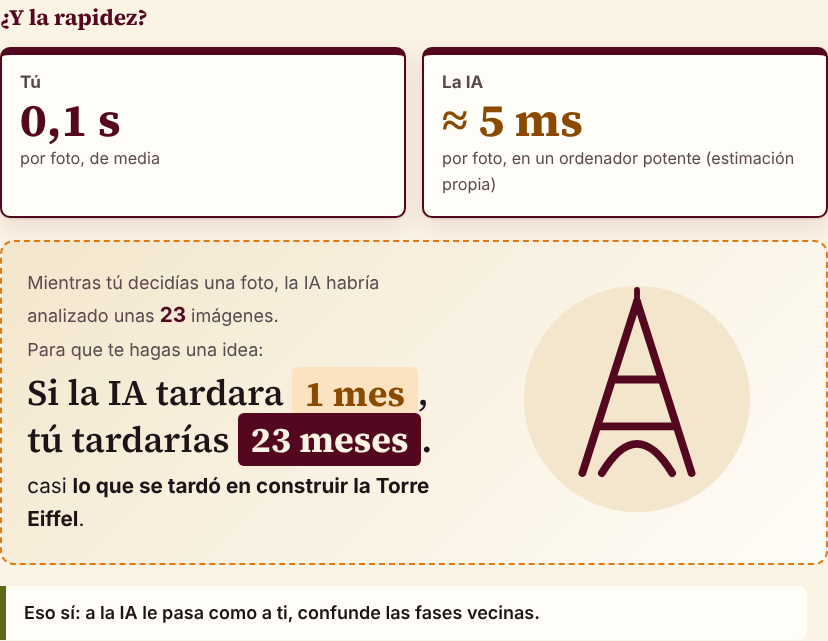 ¿Y la rapidez?
Tú
0,1 s
por foto, de media
La IA
≈ 5 ms
por foto, en un ordenador potente (estimación
propia)
Mientras tú decidías una foto, la IA habría
analizado unas 23 imágenes.
Para que te hagas una idea:
Si la IA tardara 1 mes ,
tú tardarías 23 meses .
casi lo que se tardó en construir la Torre
Eiffel.
Eso sí: a la IA le pasa como a ti, confunde las fases vecinas.